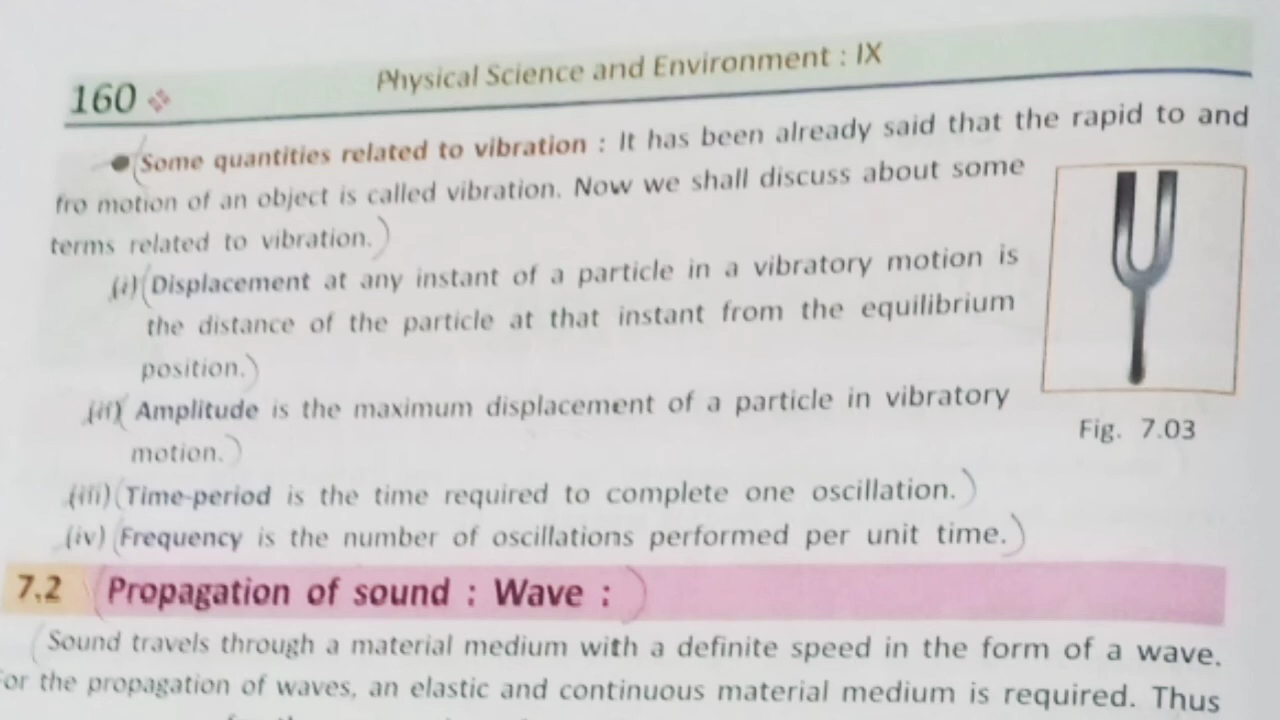 160 Physical Science and Environment : IX
● Some quantities related to vibration : It has been already said that the rapid to and
fro motion of an object is called vibration. Now we shall discuss about some
terms related to vibration.
(i) Displacement at any instant of a particle in a vibratory motion is
the distance of the particle at that instant from the equilibrium
position.
(ii) Amplitude is the maximum displacement of a particle in vibratory
motion.
Fig. 7.03
(iii) Time-period is the time required to complete one oscillation.
(iv) Frequency is the number of oscillations performed per unit time.
7.2 Propagation of sound : Wave :
Sound travels through a material medium with a definite speed in the form of a wave.
For the propagation of waves, an elastic and continuous material medium is required. Thus